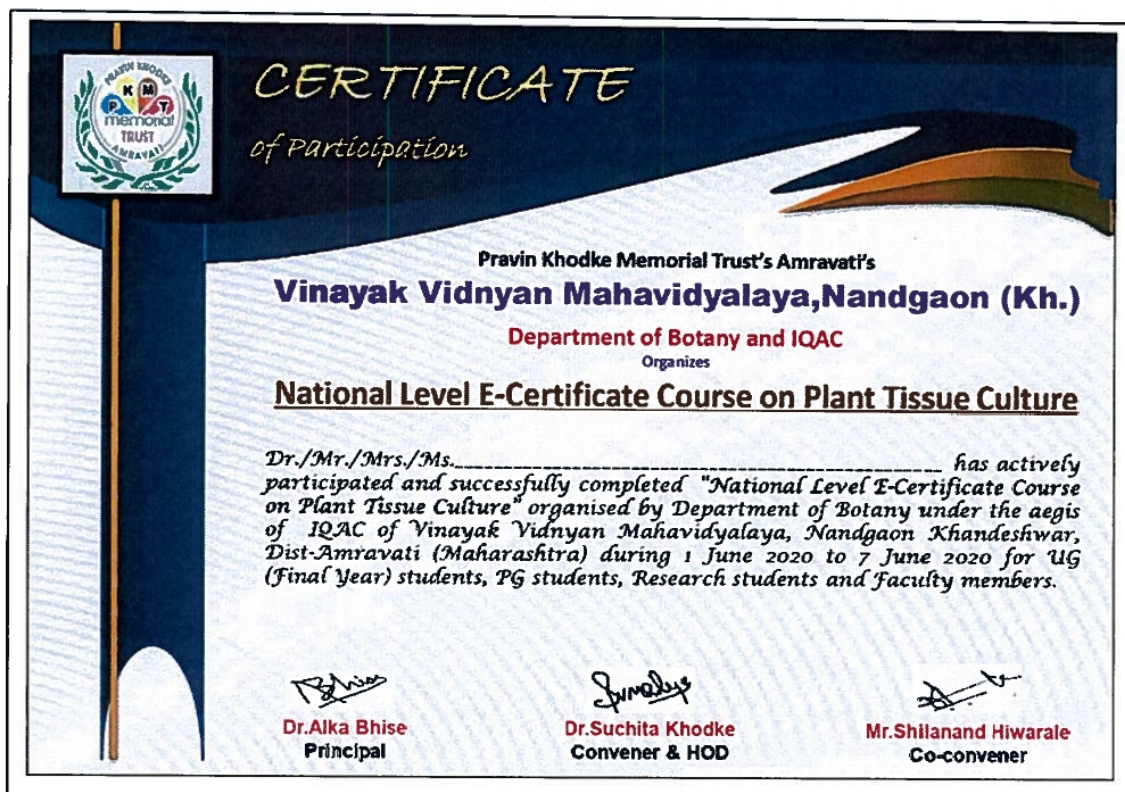 PRAVIN KHODKE
P K M T
memorial
TRUST
AMRAVATI
CERTIFICATE
of Participation
Pravin Khodke Memorial Trust's Amravati's
Vinayak Vidnyan Mahavidyalaya,Nandgaon (Kh.)
Department of Botany and IQAC
Organizes
National Level E-Certificate Course on Plant Tissue Culture
Dr./Mr./Mrs./Ms.______________________________ has actively
participated and successfully completed "National Level E-Certificate Course
on Plant Tissue Culture" organised by Department of Botany under the aegis
of IQAC of Vinayak Vidnyan Mahavidyalaya, Nandgaon Khandeshwar,
Dist-Amravati (Maharashtra) during 1 June 2020 to 7 June 2020 for UG
(Final Year) students, PG students, Research students and Faculty members.
Dr.Alka Bhise
Principal
Dr.Suchita Khodke
Convener & HOD
Mr.Shilanand Hiwarale
Co-convener